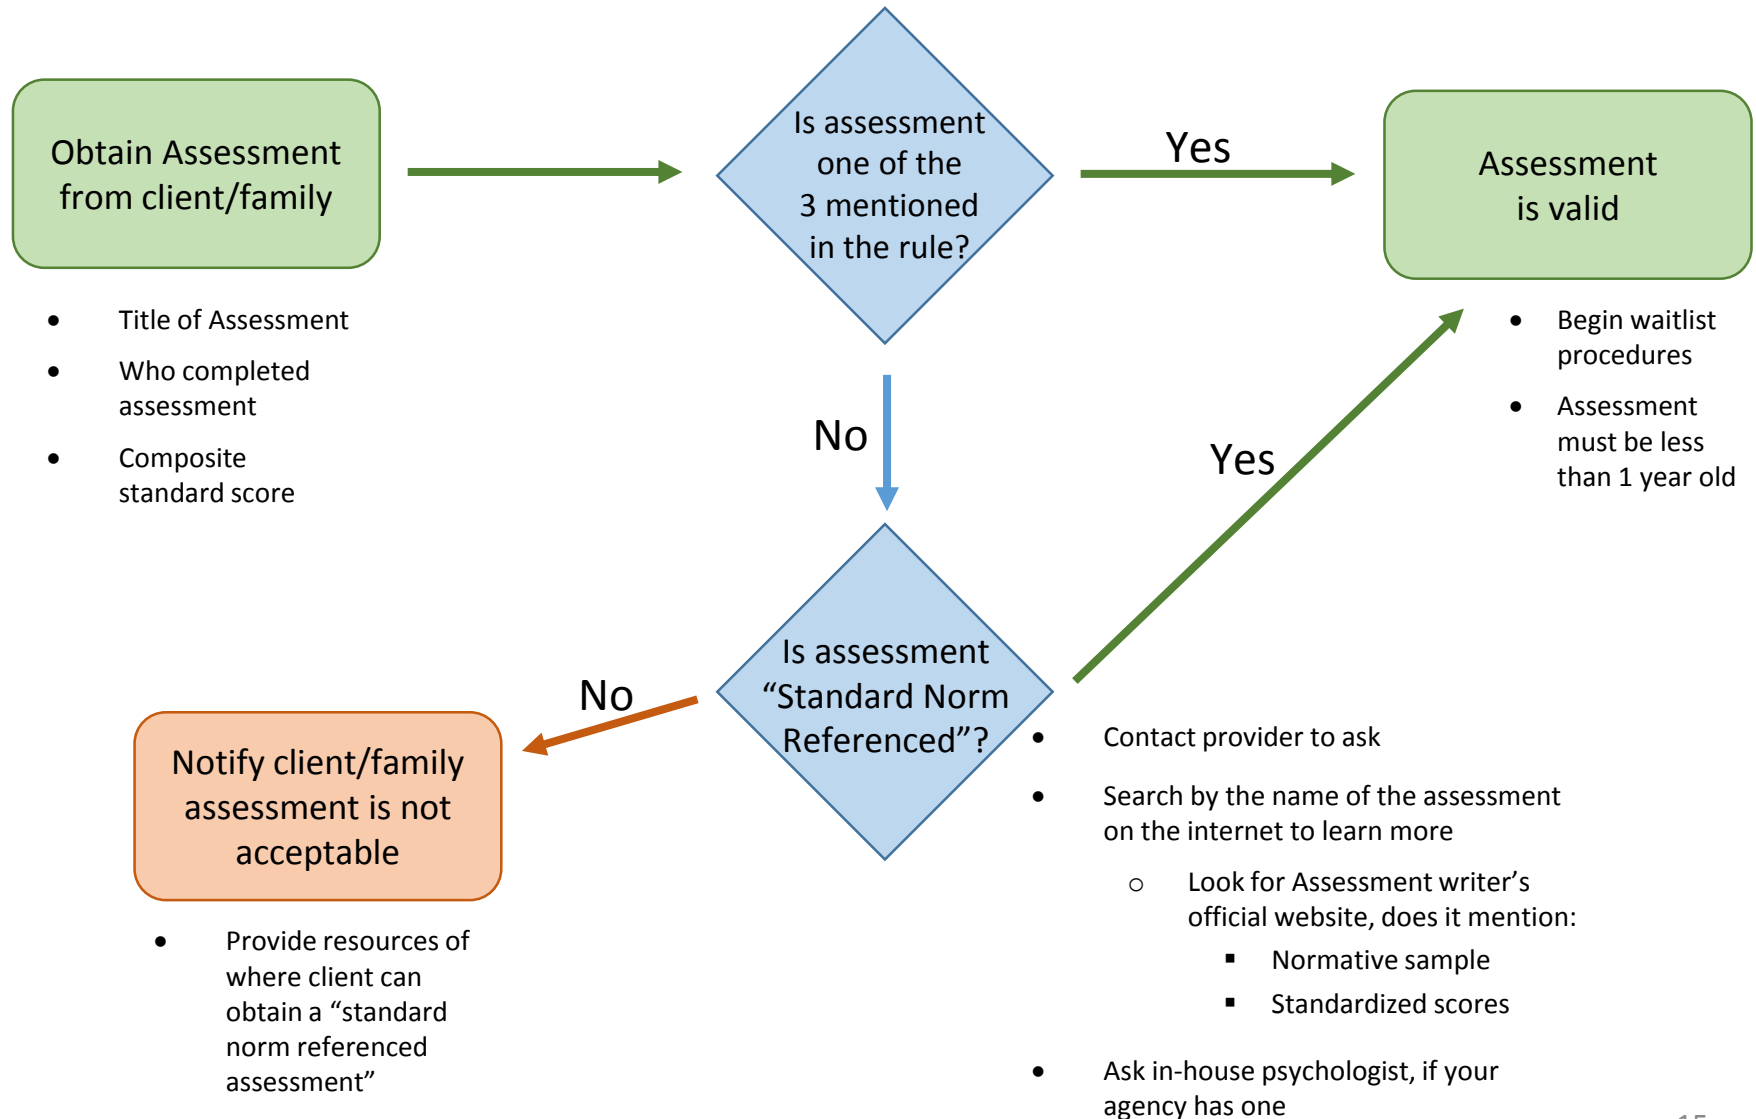 Obtain Assessment
from client/family
• Title of Assessment
• Who completed
assessment
• Composite
standard score
Is assessment
one of the
3 mentioned
in the rule?
Yes
Assessment
is valid
• Begin waitlist
procedures
• Assessment
must be less
than 1 year old
No
Yes
Is assessment
“Standard Norm
Referenced”?
No
Notify client/family
assessment is not
acceptable
• Provide resources of
where client can
obtain a “standard
norm referenced
assessment”
• Contact provider to ask
• Search by the name of the assessment
on the internet to learn more
o Look for Assessment writer’s
official website, does it mention:
▪ Normative sample
▪ Standardized scores
• Ask in-house psychologist, if your
agency has one